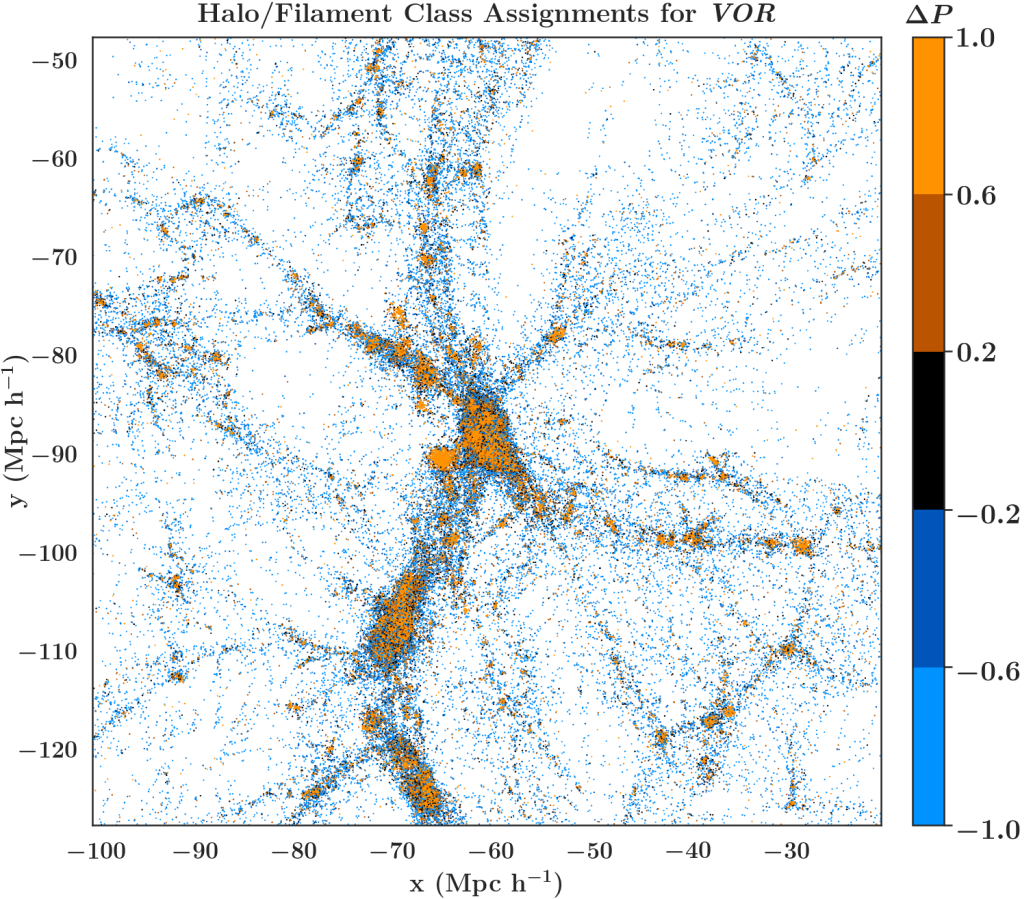 Halo/Filament Class Assignments for VOR
ΔP
1.0
0.6
0.2
−0.2
−0.6
−1.0
y (Mpc h⁻¹)
−50
−60
−70
−80
−90
−100
−110
−120
−100 −90 −80 −70 −60 −50 −40 −30
x (Mpc h⁻¹)